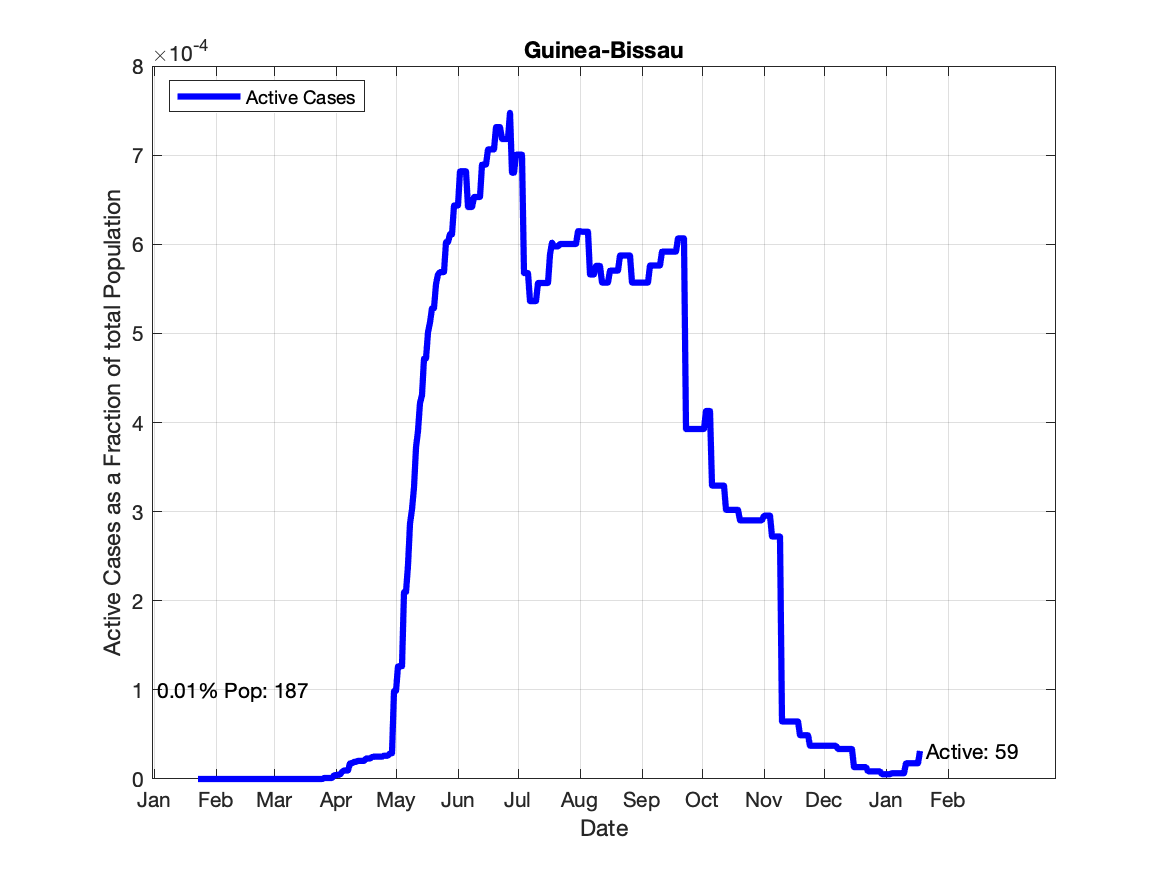 Guinea-Bissau
×10-4
Active Cases
8
7
6
5
4
3
2
1
0
Active Cases as a Fraction of total Population
0.01% Pop: 187
Active: 59
Jan Feb Mar Apr May Jun Jul Aug Sep Oct Nov Dec Jan Feb
Date